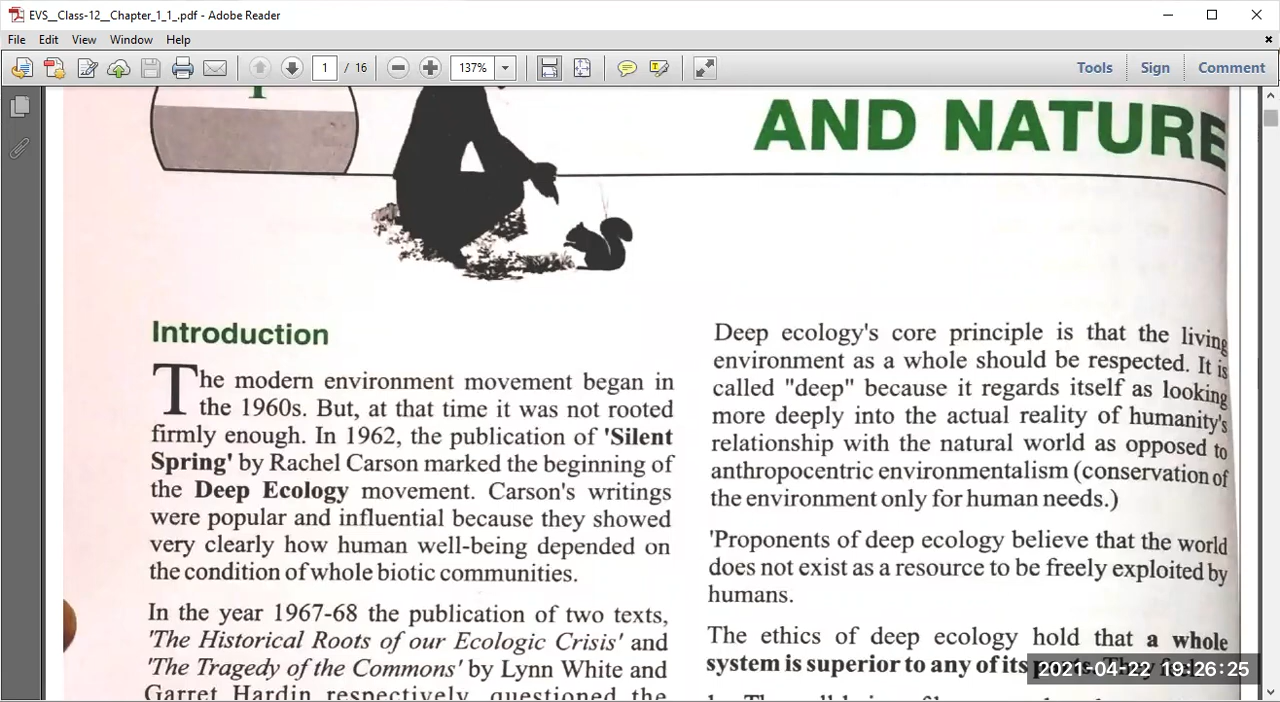 EVS__Class-12__Chapter_1_1_.pdf - Adobe Reader
File Edit View Window Help
1 / 16 137% Tools Sign Comment
AND NATURE
Introduction
The modern environment movement began in
the 1960s. But, at that time it was not rooted
firmly enough. In 1962, the publication of 'Silent
Spring' by Rachel Carson marked the beginning of
the Deep Ecology movement. Carson's writings
were popular and influential because they showed
very clearly how human well-being depended on
the condition of whole biotic communities.
In the year 1967-68 the publication of two texts,
'The Historical Roots of our Ecologic Crisis' and
'The Tragedy of the Commons' by Lynn White and
Garret Hardin respectively, questioned the
Deep ecology's core principle is that the living
environment as a whole should be respected. It is
called "deep" because it regards itself as looking
more deeply into the actual reality of humanity's
relationship with the natural world as opposed to
anthropocentric environmentalism (conservation of
the environment only for human needs.)
'Proponents of deep ecology believe that the world
does not exist as a resource to be freely exploited by
humans.
The ethics of deep ecology hold that a whole
system is superior to any of its
2021-04-22 19:26:25